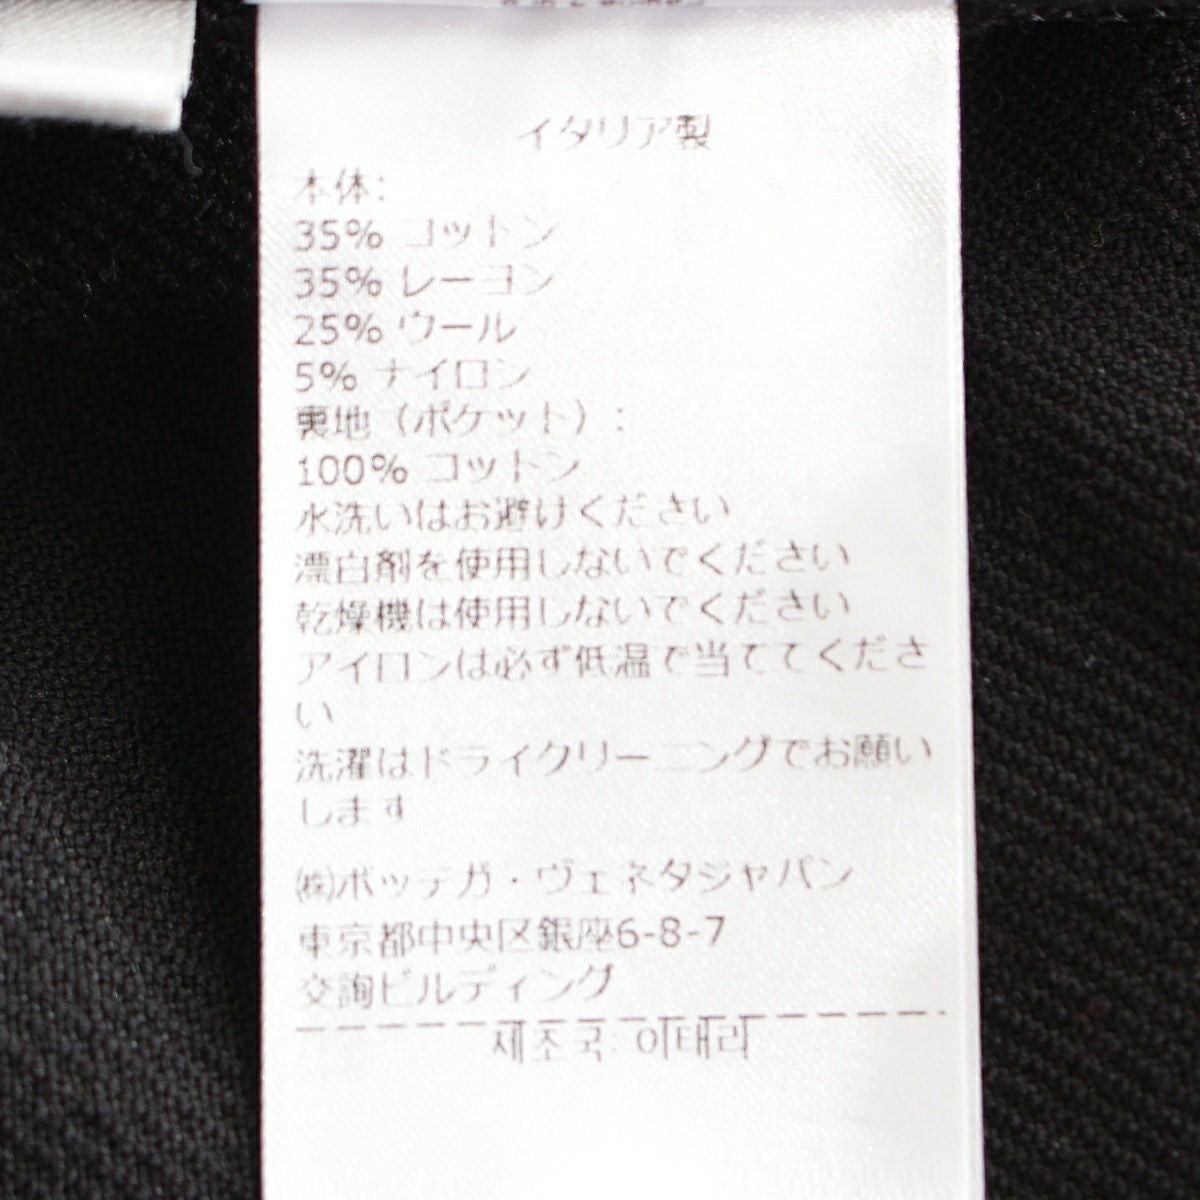 イタリア製
本体:
35% コットン
35% レーヨン
25% ウール
5% ナイロン
裏地（ポケット）:
100% コットン
水洗いはお避けください
漂白剤を使用しないでください
乾燥機は使用しないでください
アイロンは必ず低温で当ててくださ
い
洗濯はドライクリーニングでお願い
します
㈱ボッテガ・ヴェネタジャパン
東京都中央区銀座6-8-7
交詢ビルディング
제조국: 이태리